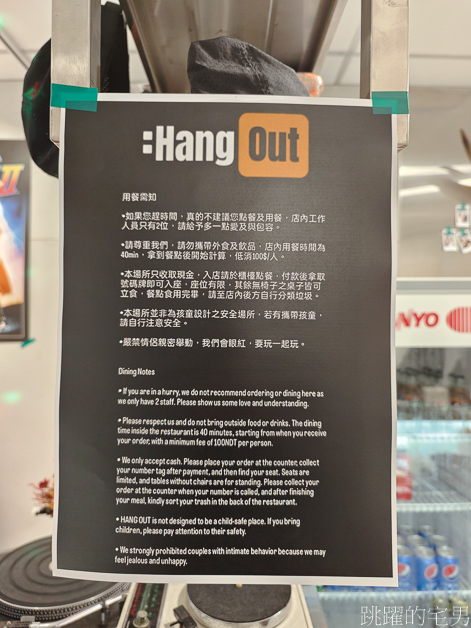 :Hang Out
用餐需知
•如果您趕時間，真的不建議您點餐及用餐，店內工作
人員只有2位，請給予多一點愛及與包容。
•請尊重我們，請勿攜帶外食及飲品，店內用餐時間為
40min，拿到餐點後開始計算，低消100$/人。
•本場所只收取現金，入店請於櫃檯點餐，付款後拿取
號碼牌即可入座，座位有限，其餘無椅子之桌子皆可
立食，餐點食用完畢，請至店內後方自行分類垃圾。
•本場所並非為孩童設計之安全場所，若有攜帶孩童，
請自行注意安全。
•嚴禁情侶親密舉動，我們會眼紅，要玩一起玩。
Dining Notes
• If you are in a hurry, we do not recommend ordering or dining here as
we only have 2 staff. Please show us some love and understanding.
• Please respect us and do not bring outside food or drinks. The dining
time inside the restaurant is 40 minutes, starting from when you receive
your order, with a minimum fee of 100NDT per person.
• We only accept cash. Please place your order at the counter, collect
your number tag after payment, and then find your seat. Seats are
limited, and tables without chairs are for standing. Please collect your
order at the counter when your number is called, and after finishing
your meal, kindly sort your trash in the back of the restaurant.
• HANG OUT is not designed to be a child-safe place. If you bring
children, please pay attention to their safety.
• We strongly prohibited couples with intimate behavior because we may
feel jealous and unhappy.
NYO
pepsi
跳躍的宅男